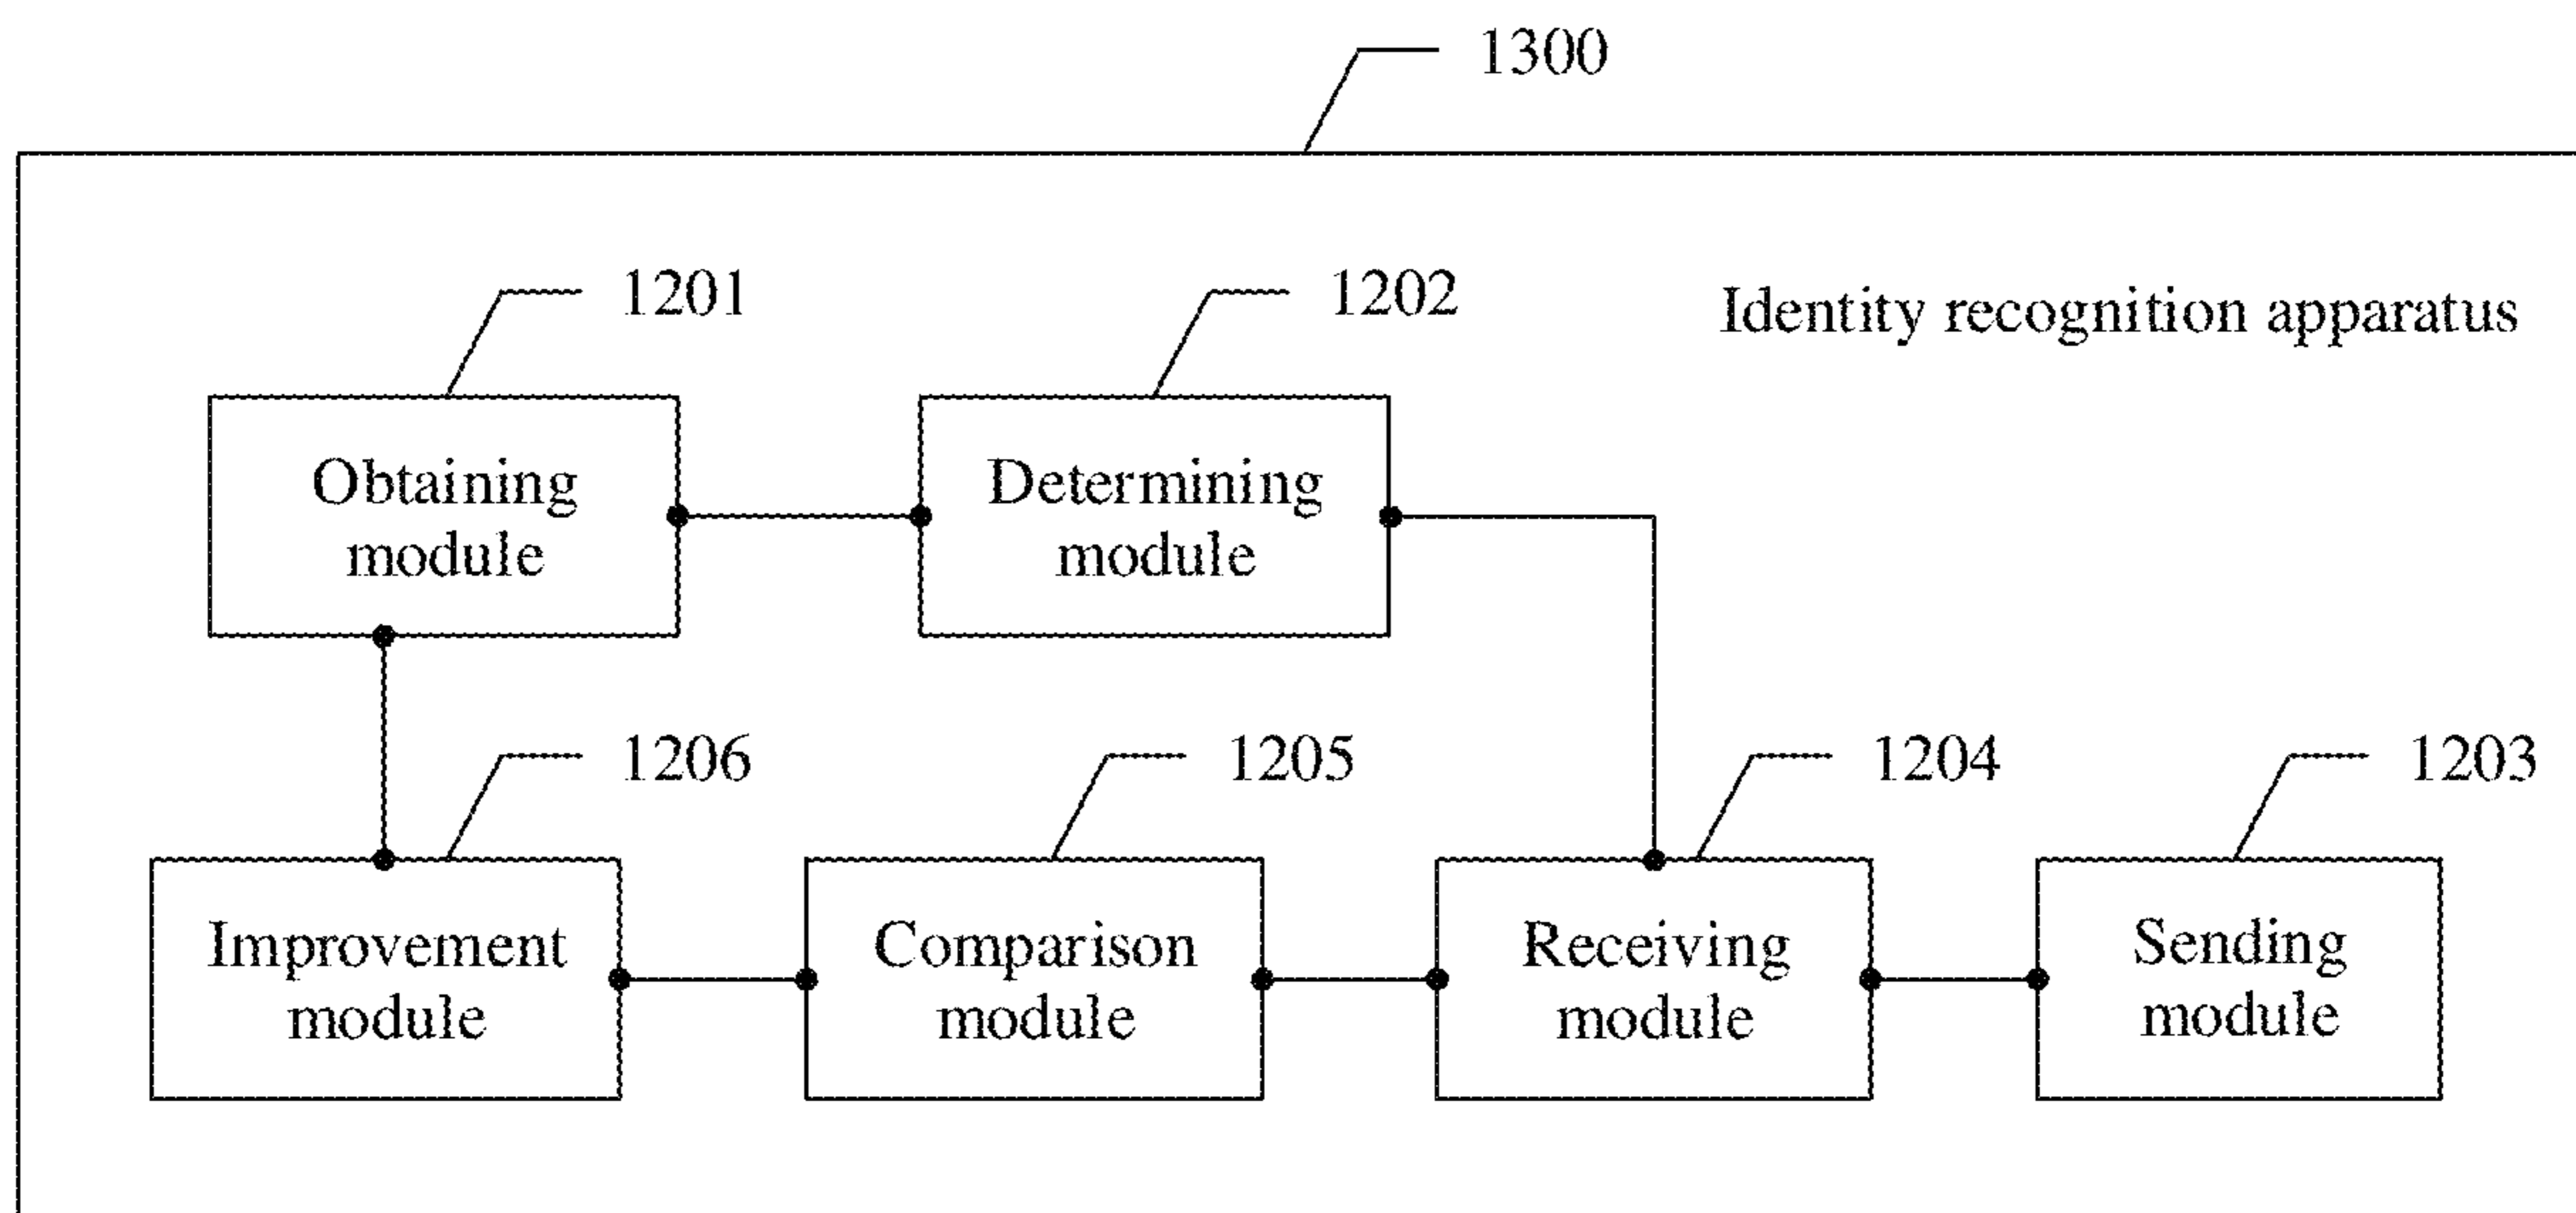 1300
1201
1202
Identity recognition apparatus
Obtaining
module
Determining
module
1206
1205
1204
1203
Improvement
module
Comparison
module
Receiving
module
Sending
module